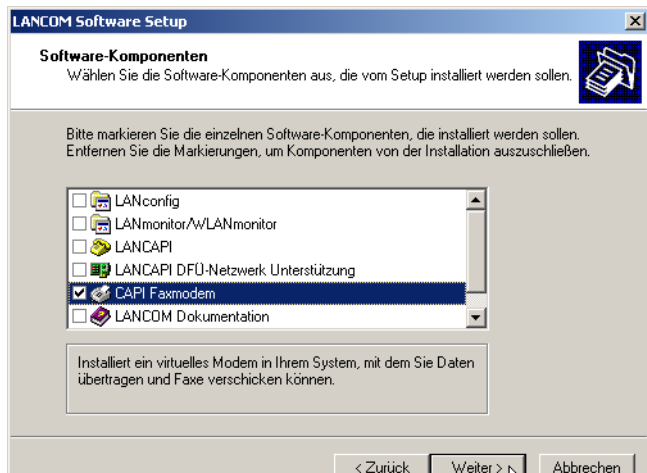 LANCOM Software Setup
Software-Komponenten
Wählen Sie die Software-Komponenten aus, die vom Setup installiert werden sollen.
Bitte markieren Sie die einzelnen Software-Komponenten, die installiert werden sollen.
Entfernen Sie die Markierungen, um Komponenten von der Installation auszuschließen.
LANconfig
LANmonitor/WLANmonitor
LANCAPI
LANCAPI DFÜ-Netzwerk Unterstützung
CAPI Faxmodem
LANCOM Dokumentation
Installiert ein virtuelles Modem in Ihrem System, mit dem Sie Daten
übertragen und Faxe verschicken können.
< Zurück Weiter > Abbrechen